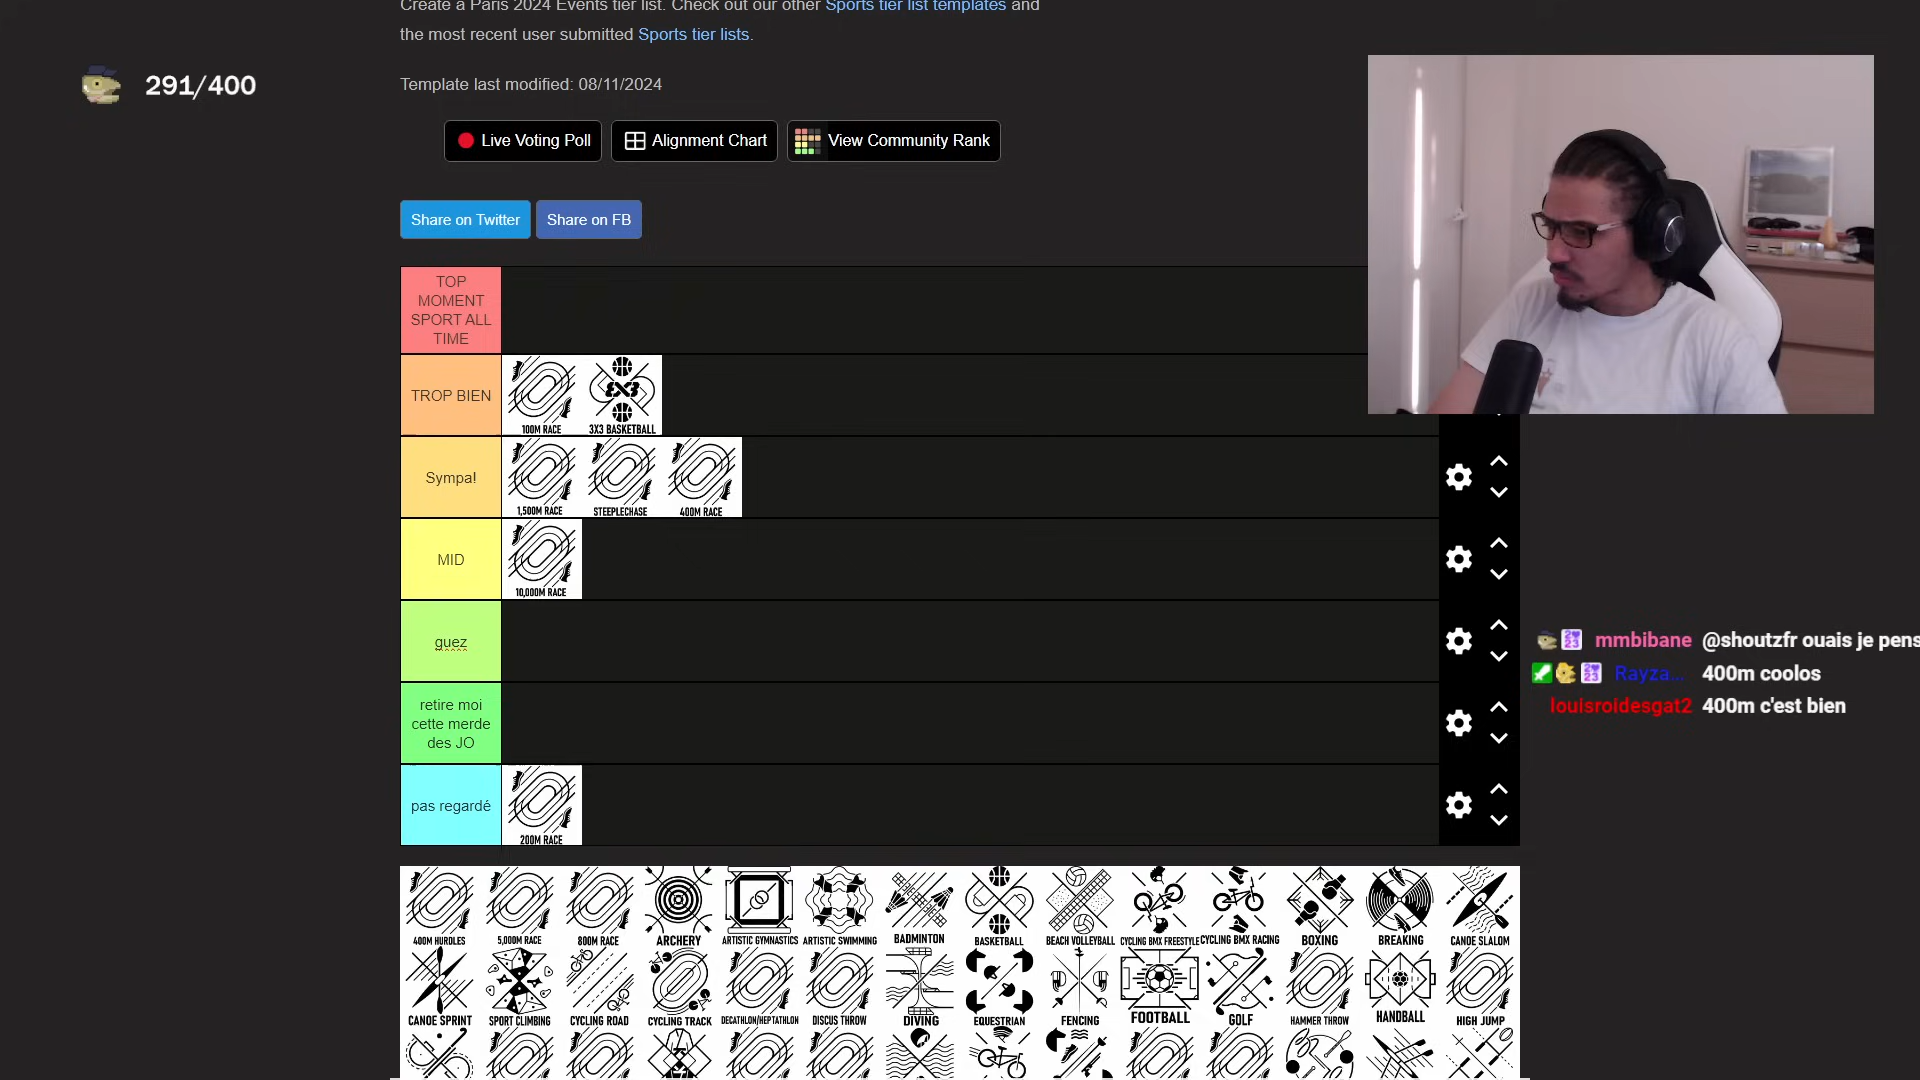 Create a Paris 2024 Events tier list. Check out our other Sports tier list templates and
the most recent user submitted Sports tier lists.
291/400
Template last modified: 08/11/2024
Live Voting Poll
Alignment Chart
View Community Rank
Share on Twitter
Share on FB
TOP
MOMENT
SPORT ALL
TIME
TROP BIEN
100M RACE
3X3
3X3 BASKETBALL
Sympa!
1,500M RACE
STEEPLECHASE
400M RACE
MID
10,000M RACE
guez
retire moi
cette merde
des JO
pas regardé
200M RACE
mmbibane @shoutzfr ouais je pens
Rayza... 400m coolos
louisroidesgat2 400m c'est bien
400M HURDLES
5,000M RACE
800M RACE
ARCHERY
ARTISTIC GYMNASTICS
ARTISTIC SWIMMING
BADMINTON
BASKETBALL
BEACH VOLLEYBALL
CYCLING BMX FREESTYLE
CYCLING BMX RACING
BOXING
BREAKING
CANOE SLALOM
CANOE SPRINT
SPORT CLIMBING
CYCLING ROAD
CYCLING TRACK
DECATHLON/HEPTATHLON
DISCUS THROW
DIVING
EQUESTRIAN
FENCING
FOOTBALL
GOLF
HAMMER THROW
HANDBALL
HIGH JUMP